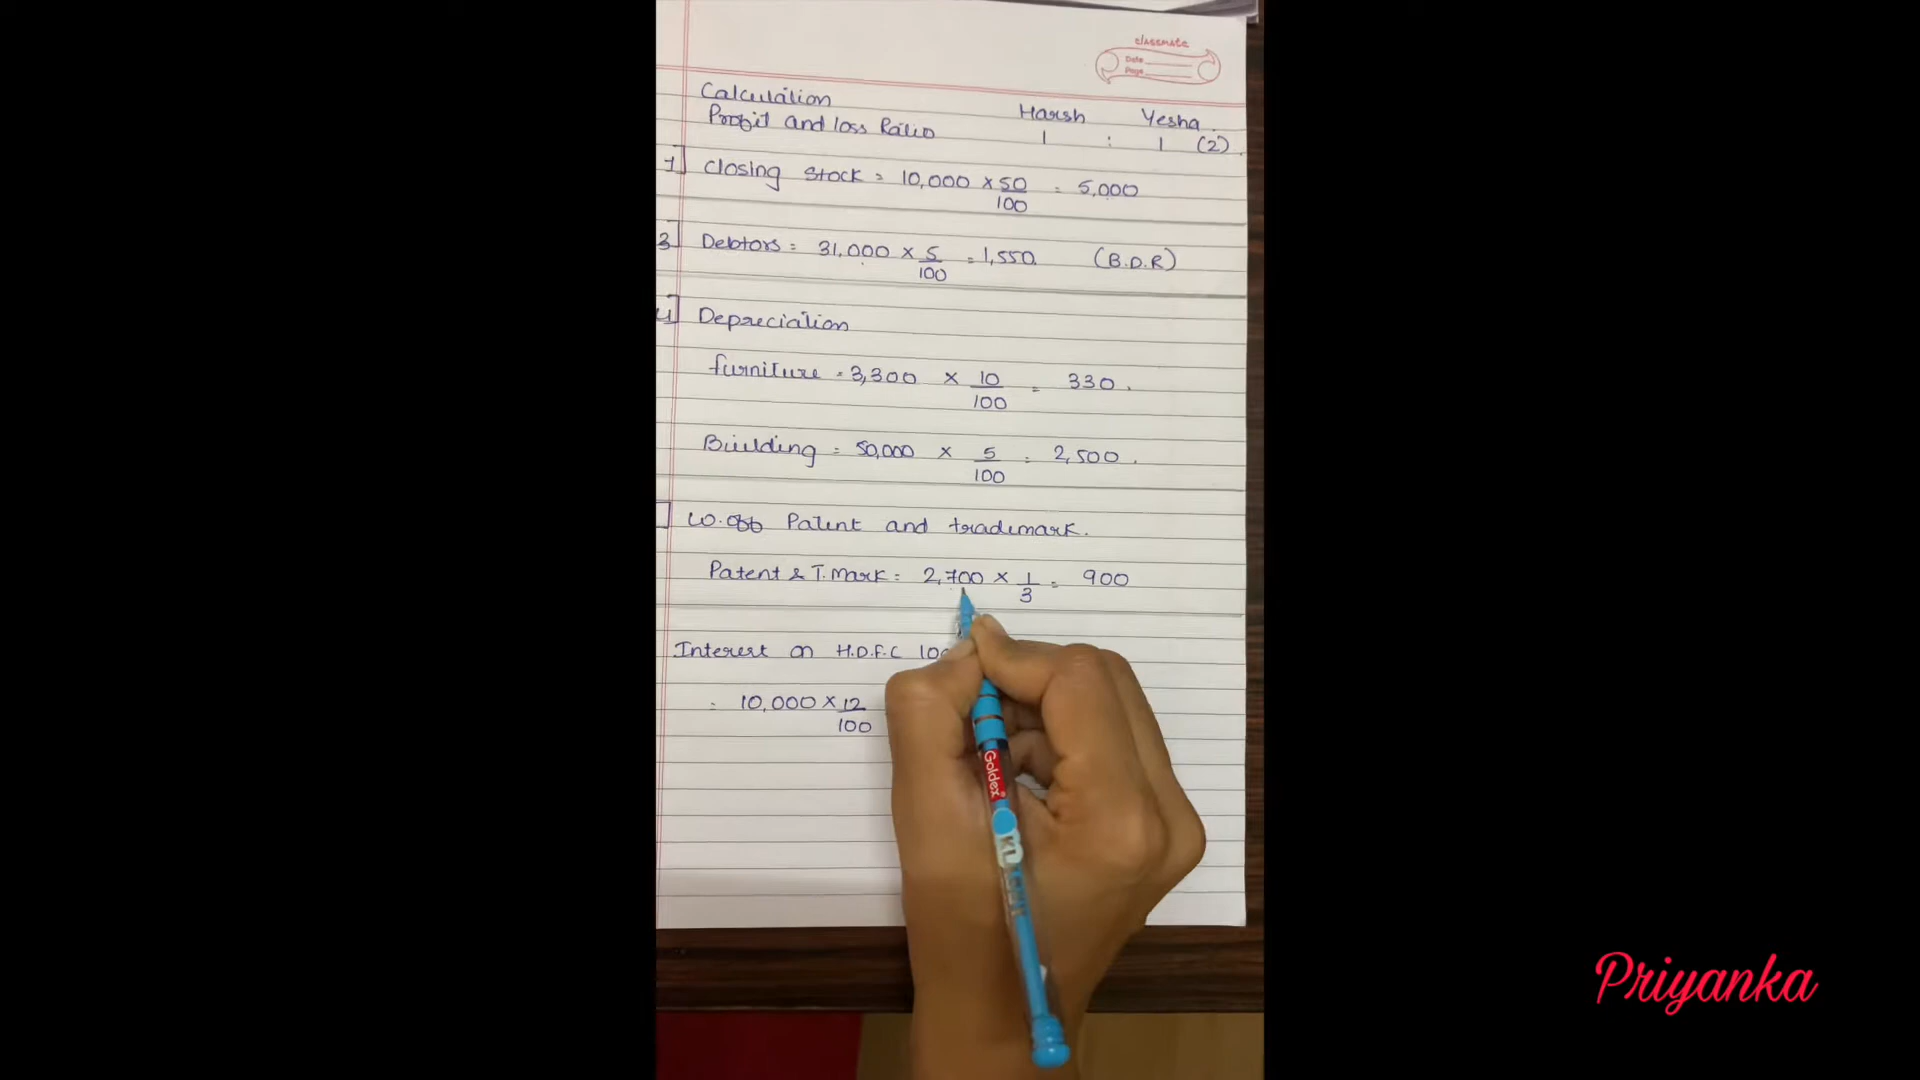 classmate
Date
Page
Calculation Harsh Yesha
Profit and loss Ratio 1 : 1 (2).
1] Closing Stock = 10,000 × 50/100 = 5,000
3] Debtors = 31,000 × 5/100 = 1,550. (B.D.R)
4] Depreciation
furniture = 3,300 × 10/100 = 330.
Building = 50,000 × 5/100 = 2,500.
] W.off Patent and trademark.
Patent & T.Mark = 2,700 × 1/3 = 900
Interest on H.D.F.C
= 10,000 × 12/100
Goldex
Priyanka